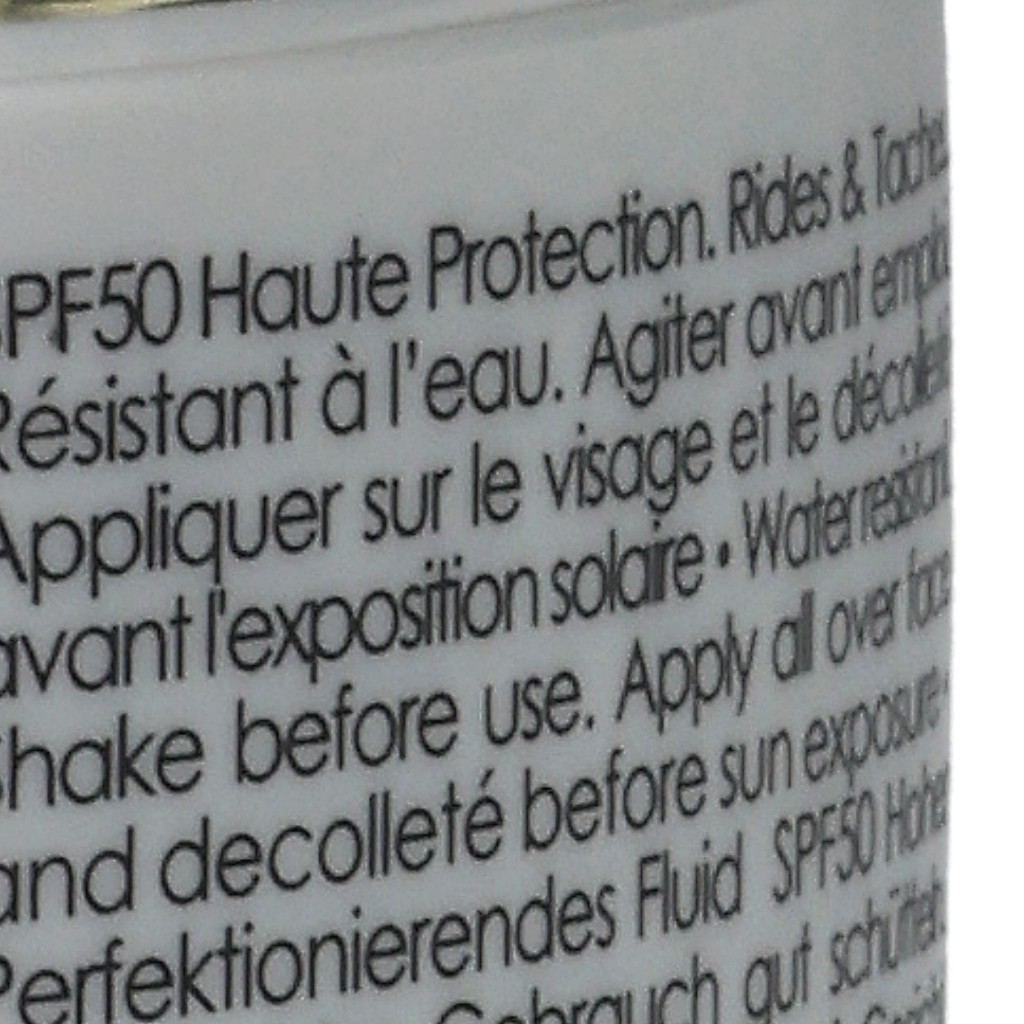 SPF50 Haute Protection. Rides & Taches
Résistant à l'eau. Agiter avant emploi
Appliquer sur le visage et le décolleté
avant l'exposition solaire • Water resistant
shake before use. Apply all over face
and decolleté before sun exposure •
Perfektionierendes Fluid SPF50 Hoher
Gebrauch gut schütteln